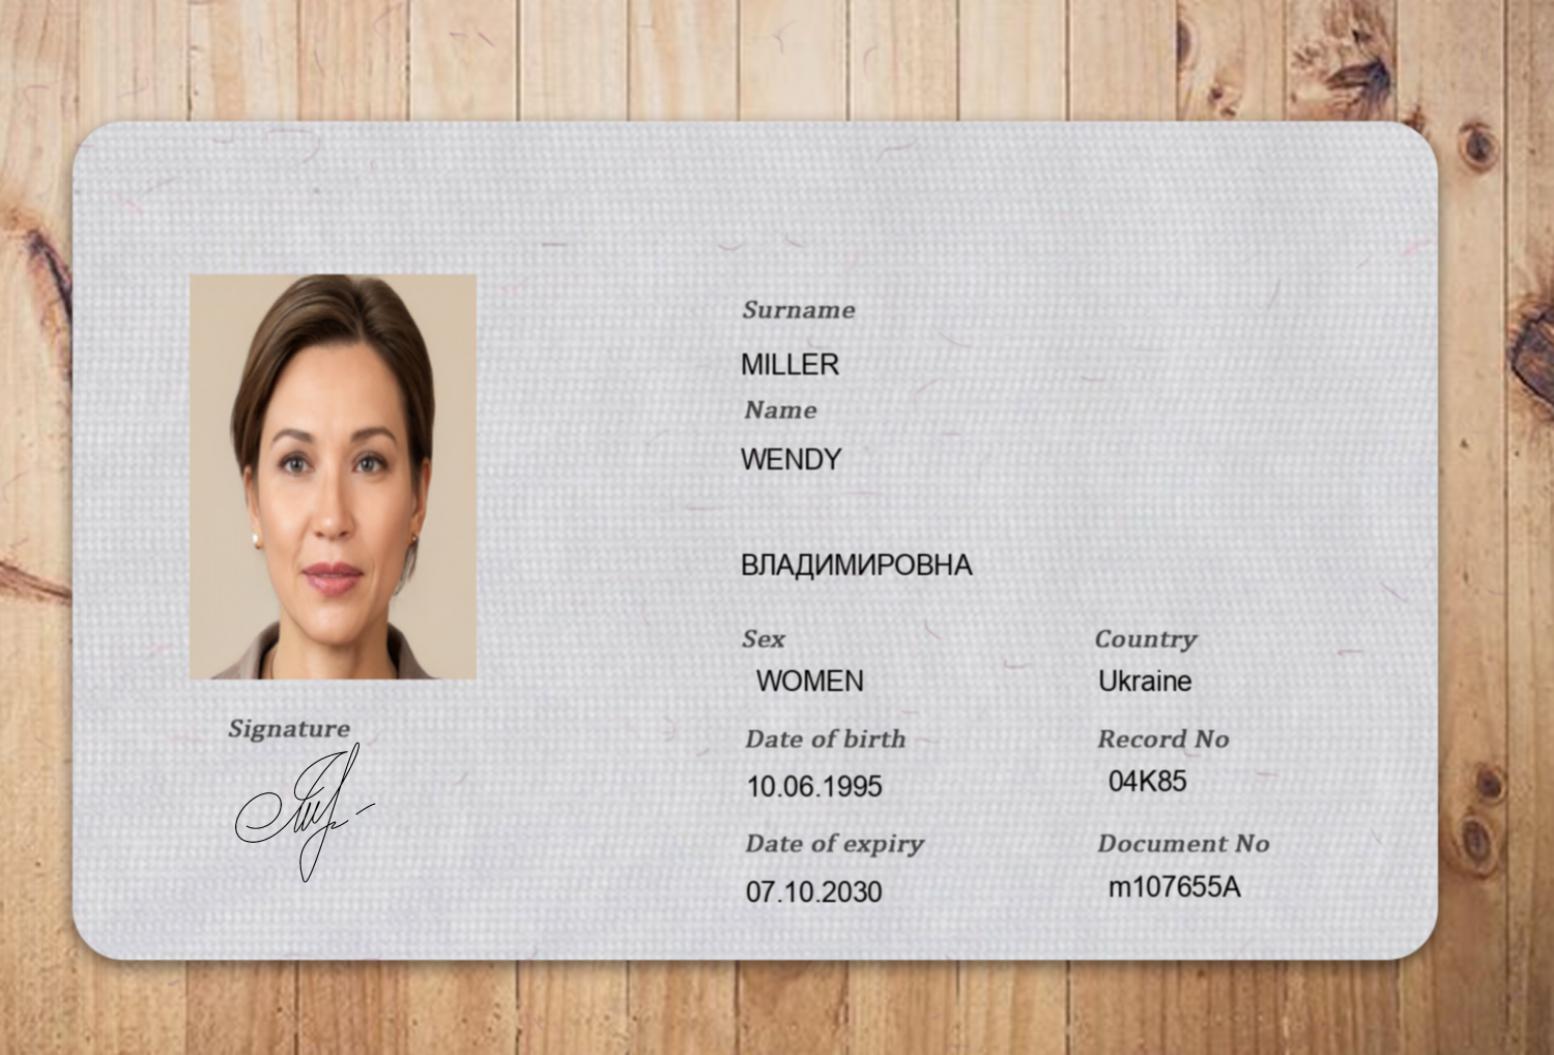 Surname
MILLER
Name
WENDY
ВЛАДИМИРОВНА
Sex
Country
WOMEN
Ukraine
Date of birth
Record No
10.06.1995
04K85
Date of expiry
Document No
07.10.2030
m107655A
Signature